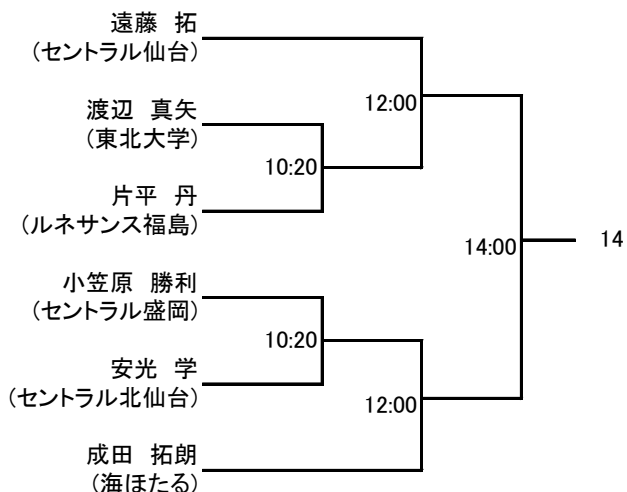 遠藤　拓
(セントラル仙台)
12:00
渡辺　真矢
(東北大学)
10:20
片平　丹
(ルネサンス福島)
14:00
14
小笠原　勝利
(セントラル盛岡)
10:20
安光　学
(セントラル北仙台)
12:00
成田　拓朗
(海ほたる)